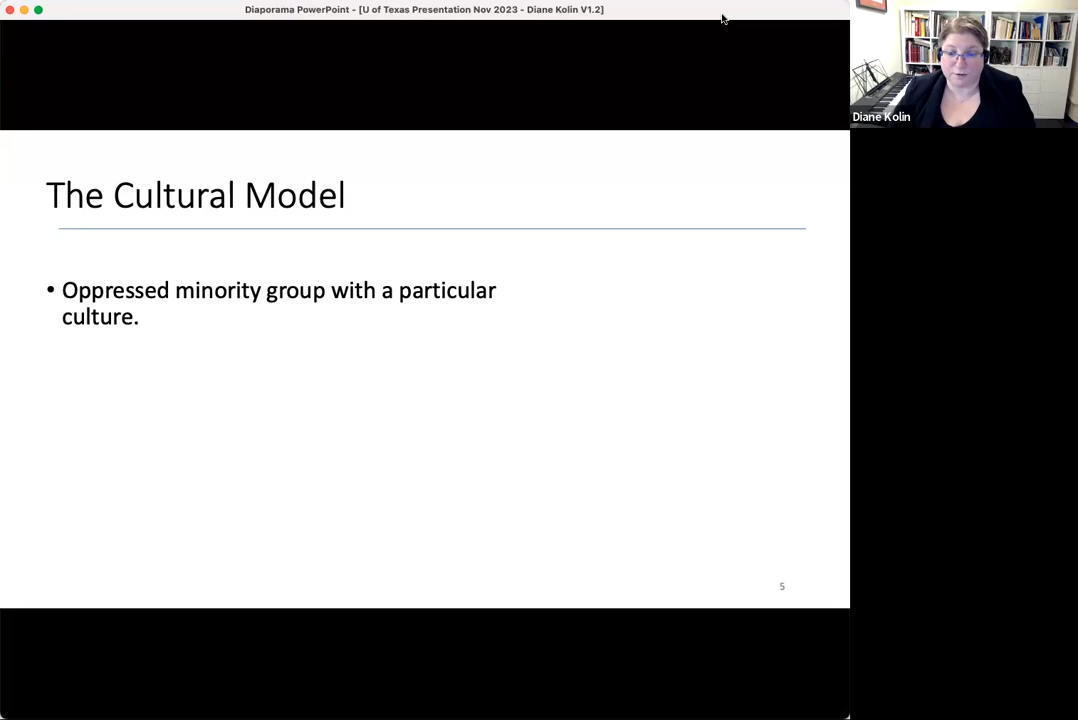 Diaporama PowerPoint - [U of Texas Presentation Nov 2023 - Diane Kolin V1.2]
Diane Kolin
The Cultural Model
• Oppressed minority group with a particular
culture.
5